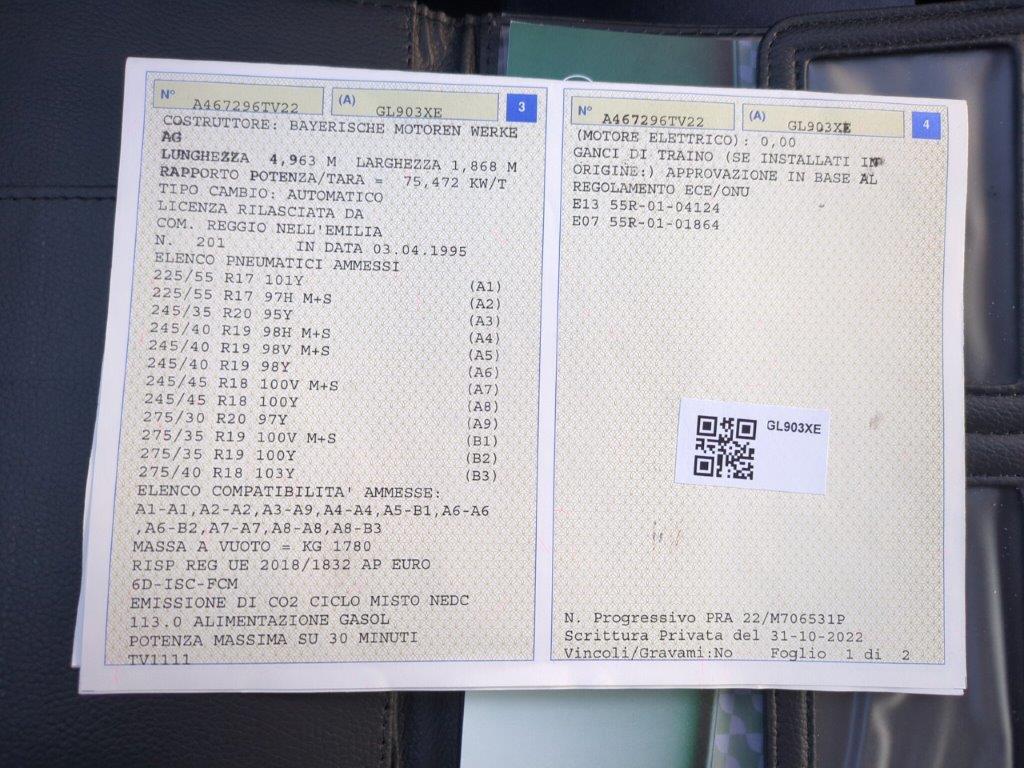 N°
A467296TV22
(A)
GL903XE
3
COSTRUTTORE: BAYERISCHE MOTOREN WERKE
AG
LUNGHEZZA 4,963 M LARGHEZZA 1,868 M
RAPPORTO POTENZA/TARA = 75,472 KW/T
TIPO CAMBIO: AUTOMATICO
LICENZA RILASCIATA DA
COM. REGGIO NELL'EMILIA
N. 201 IN DATA 03.04.1995
ELENCO PNEUMATICI AMMESSI
225/55 R17 101Y (A1)
225/55 R17 97H M+S (A2)
245/35 R20 95Y (A3)
245/40 R19 98H M+S (A4)
245/40 R19 98V M+S (A5)
245/40 R19 98Y (A6)
245/45 R18 100V M+S (A7)
245/45 R18 100Y (A8)
275/30 R20 97Y (A9)
275/35 R19 100V M+S (B1)
275/35 R19 100Y (B2)
275/40 R18 103Y (B3)
ELENCO COMPATIBILITA' AMMESSE:
A1-A1,A2-A2,A3-A9,A4-A4,A5-B1,A6-A6
,A6-B2,A7-A7,A8-A8,A8-B3
MASSA A VUOTO = KG 1780
RISP REG UE 2018/1832 AP EURO
6D-ISC-FCM
EMISSIONE DI CO2 CICLO MISTO NEDC
113.0 ALIMENTAZIONE GASOL
POTENZA MASSIMA SU 30 MINUTI
TV1111
N°
A467296TV22
(A)
GL903XE
4
(MOTORE ELETTRICO): 0,00
GANCI DI TRAINO (SE INSTALLATI IN
ORIGINE:) APPROVAZIONE IN BASE AL
REGOLAMENTO ECE/ONU
E13 55R-01-04124
E07 55R-01-01864
GL903XE
N. Progressivo PRA 22/M706531P
Scrittura Privata del 31-10-2022
Vincoli/Gravami:No Foglio 1 di 2